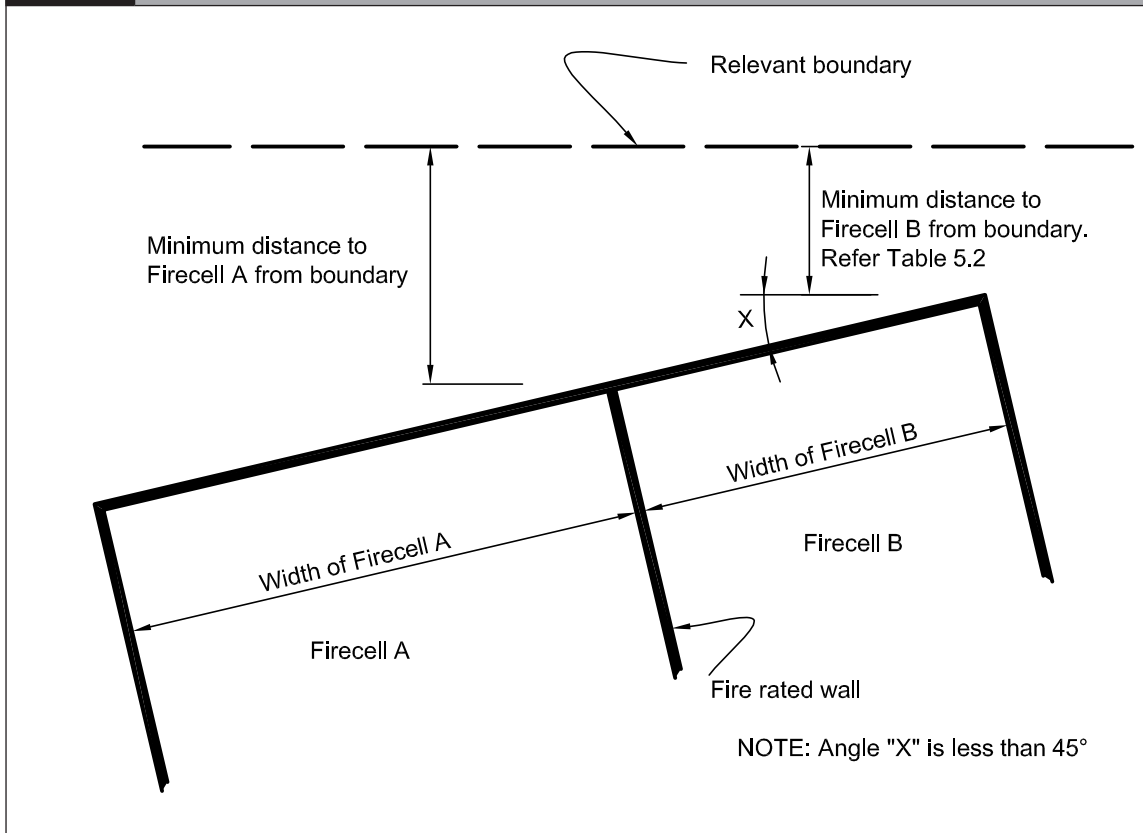 Relevant boundary
Minimum distance to
Firecell B from boundary.
Refer Table 5.2
Minimum distance to
Firecell A from boundary
X
Width of Firecell B
Firecell B
Width of Firecell A
Firecell A
Fire rated wall
NOTE: Angle "X" is less than 45°